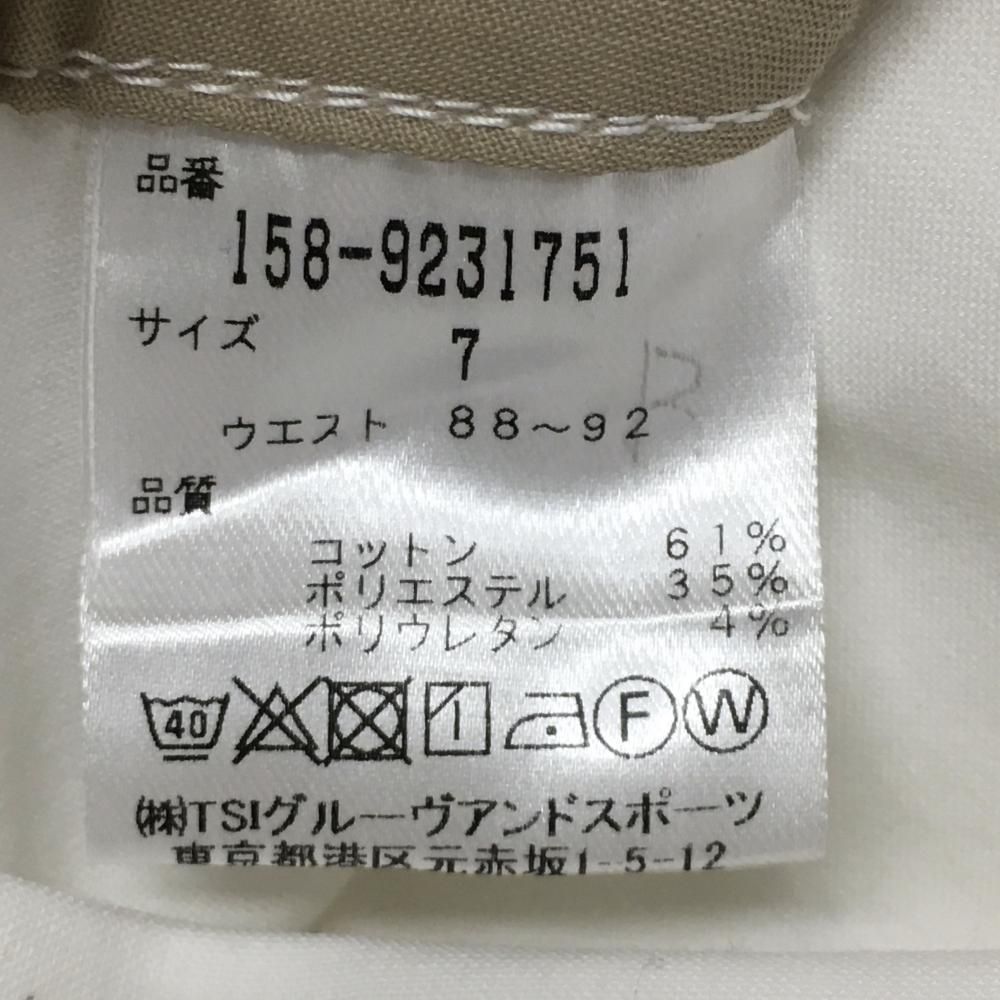 品番
158-9231751
サイズ
7
ウエスト 88~92
品質
コットン 61%
ポリエステル 35%
ポリウレタン 4%
40 F W
㈱TSIグルーヴアンドスポーツ
東京都港区元赤坂1-5-12